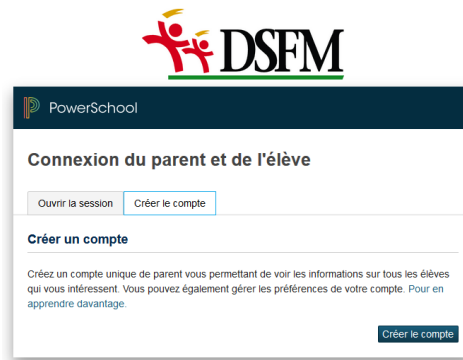 DSFM
PowerSchool
Connexion du parent et de l'élève
Ouvrir la session
Créer le compte
Créer un compte
Créez un compte unique de parent vous permettant de voir les informations sur tous les élèves
qui vous intéressent. Vous pouvez également gérer les préférences de votre compte. Pour en
apprendre davantage.
Créer le compte